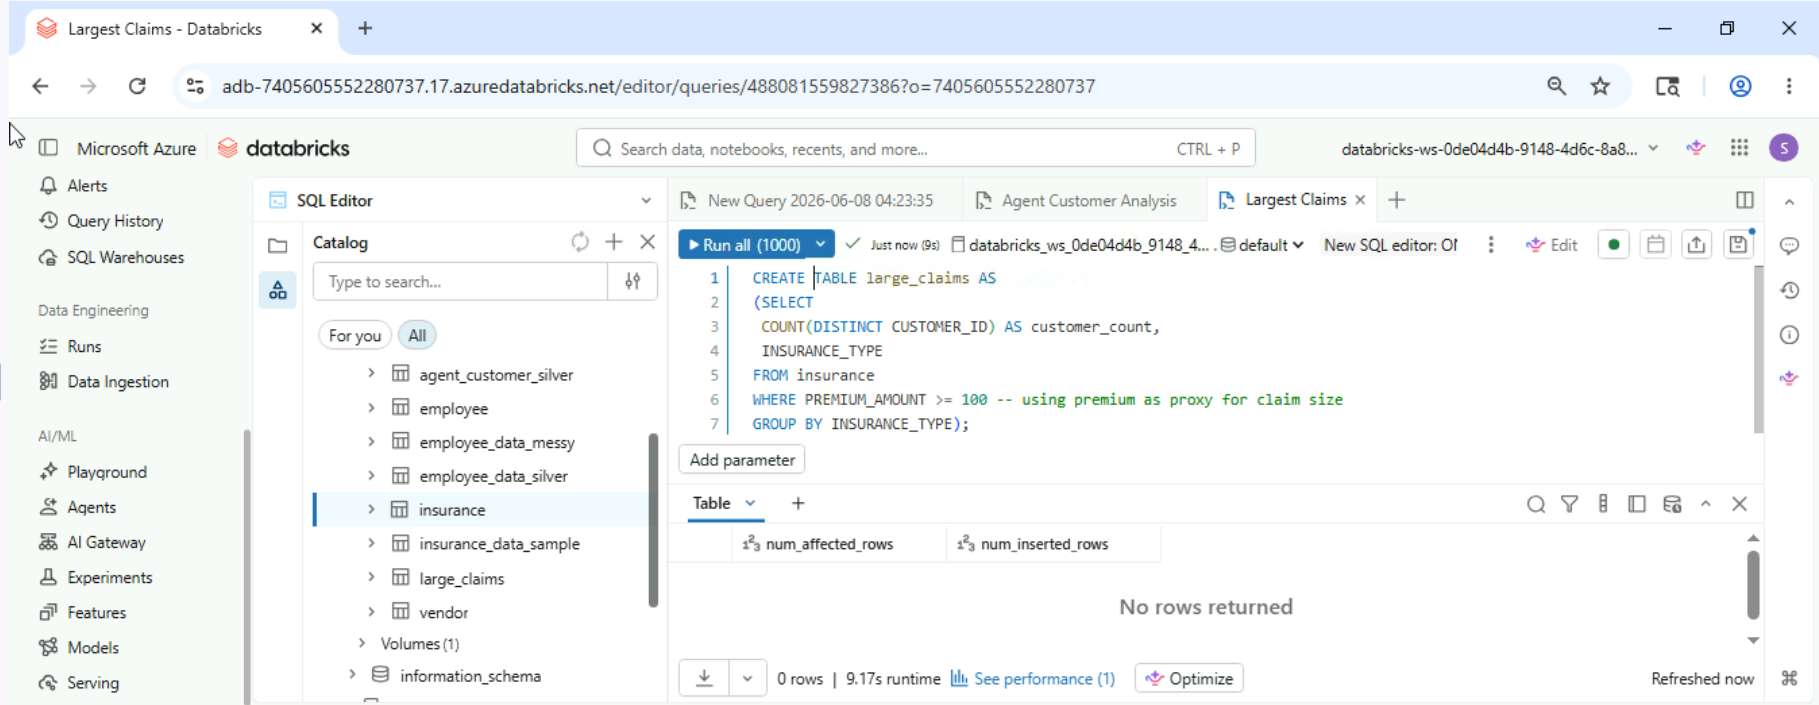 Largest Claims - Databricks
adb-7405605552280737.17.azuredatabricks.net/editor/queries/488081559827386?o=7405605552280737
Microsoft Azure databricks
Search data, notebooks, recents, and more... CTRL + P
databricks-ws-0de04d4b-9148-4d6c-8a8... S
Alerts
Query History
SQL Warehouses
Data Engineering
Runs
Data Ingestion
AI/ML
Playground
Agents
AI Gateway
Experiments
Features
Models
Serving
SQL Editor
Catalog
Type to search...
For you All
agent_customer_silver
employee
employee_data_messy
employee_data_silver
insurance
insurance_data_sample
large_claims
vendor
Volumes (1)
information_schema
New Query 2026-06-08 04:23:35 Agent Customer Analysis Largest Claims
Run all (1000) Just now (9s) databricks_ws_0de04d4b_9148_4... . default New SQL editor: ON Edit
1 CREATE TABLE large_claims AS
2 (SELECT
3 COUNT(DISTINCT CUSTOMER_ID) AS customer_count,
4 INSURANCE_TYPE
5 FROM insurance
6 WHERE PREMIUM_AMOUNT >= 100 -- using premium as proxy for claim size
7 GROUP BY INSURANCE_TYPE);
Add parameter
Table
123 num_affected_rows 123 num_inserted_rows
No rows returned
0 rows | 9.17s runtime See performance (1) Optimize Refreshed now